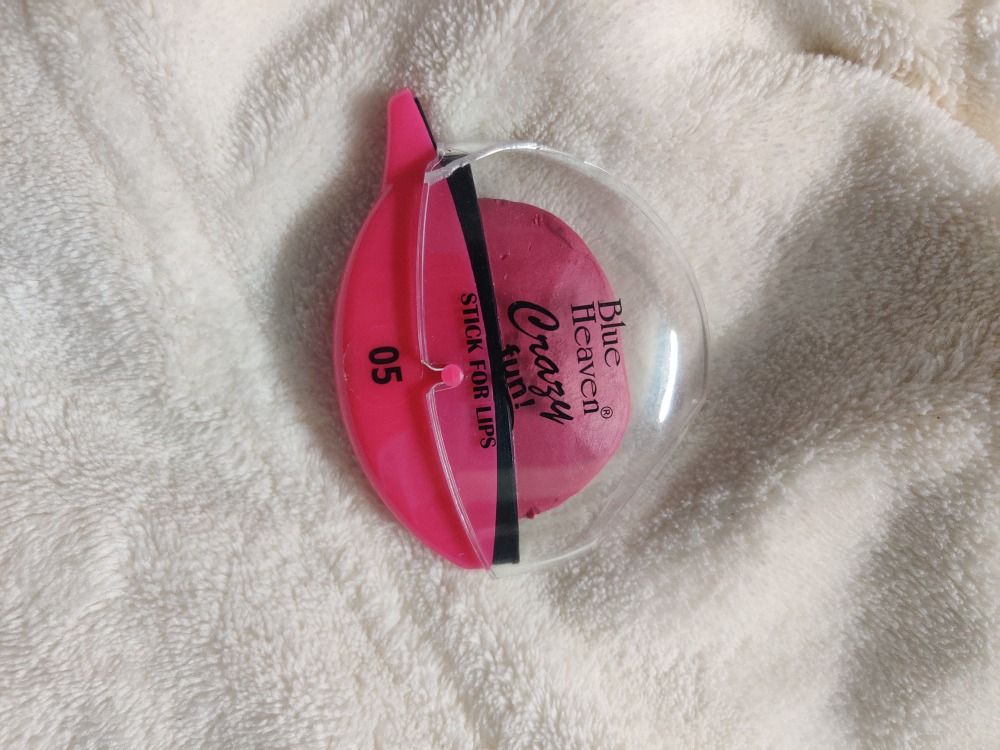 Blue
Heaven®
Crazy
fun!
STICK FOR LIPS
05